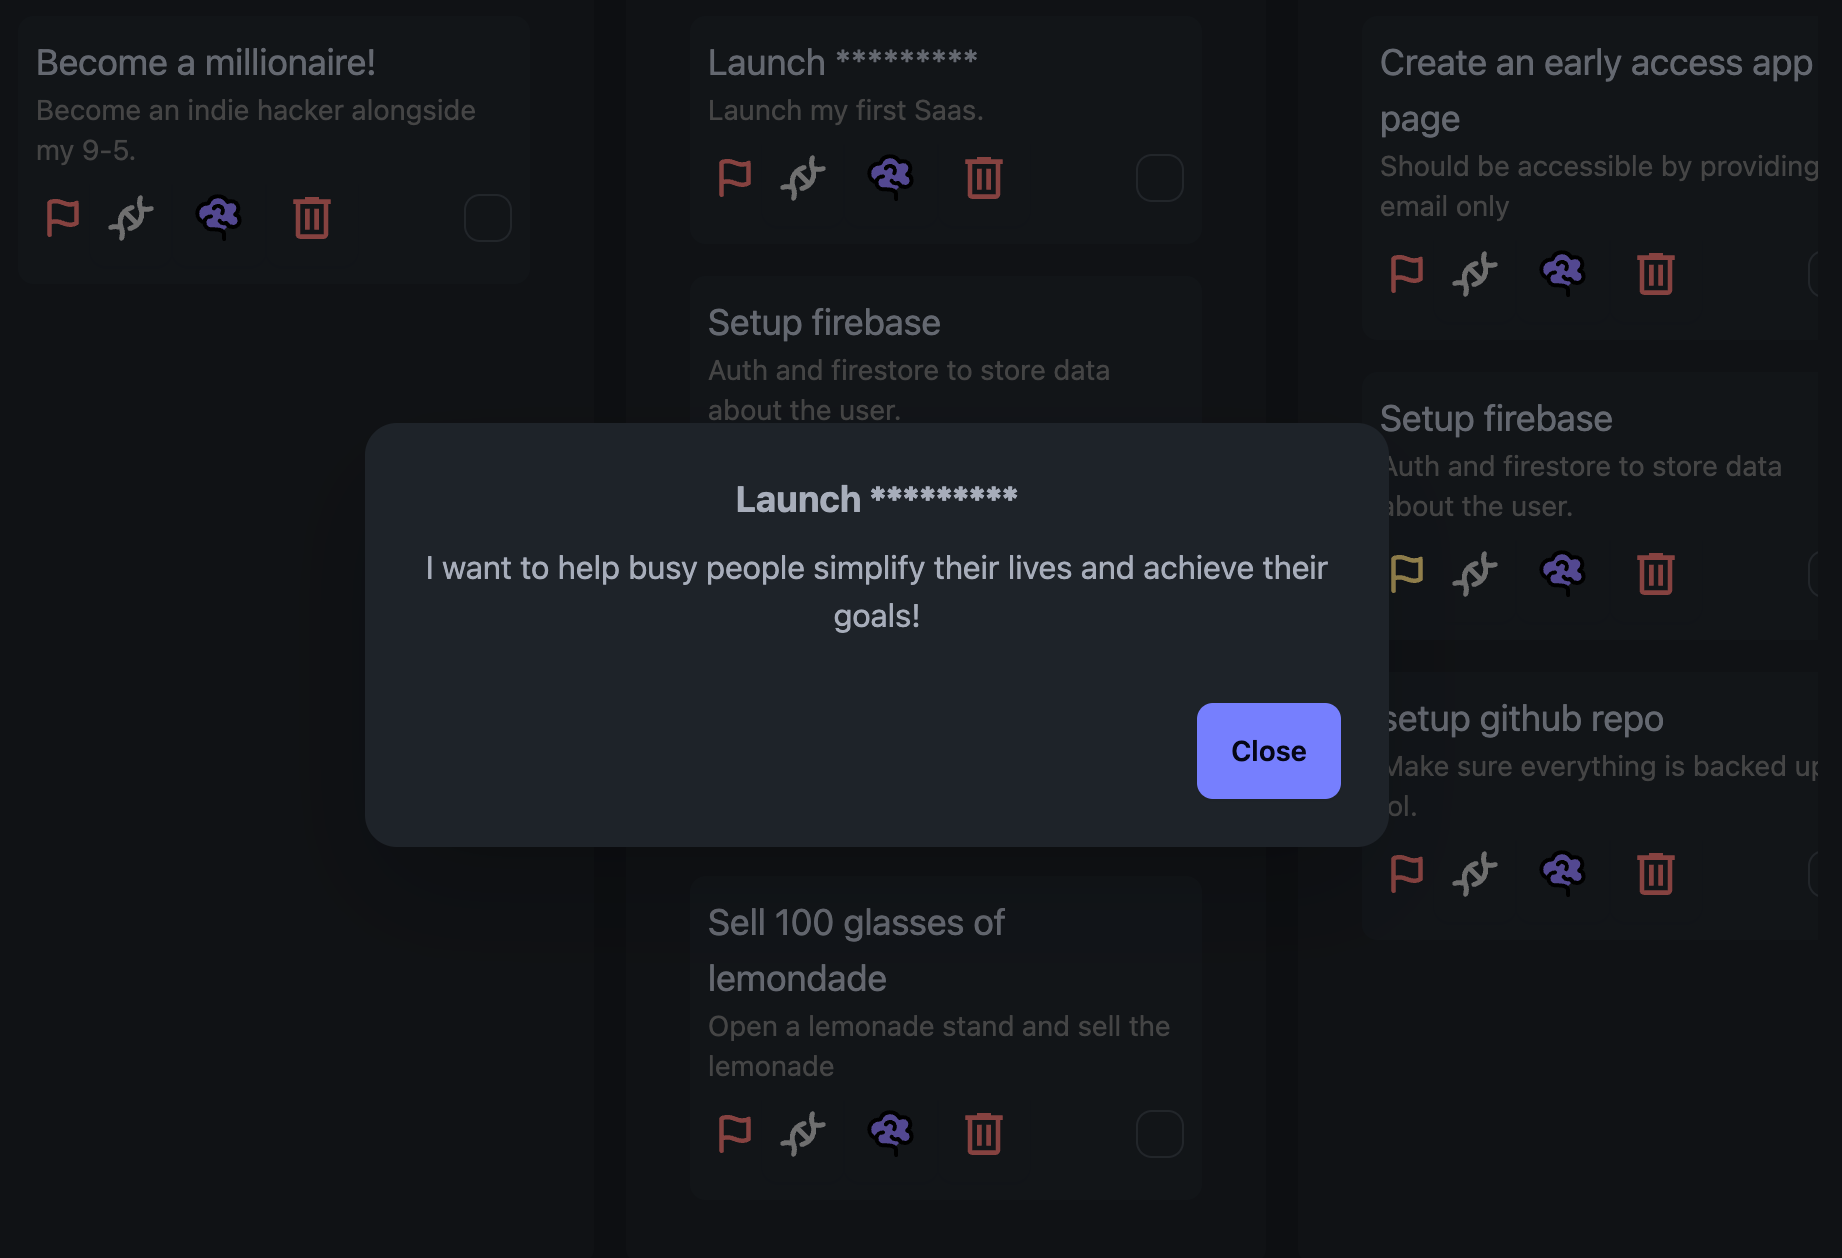 Become a millionaire!
Become an indie hacker alongside
my 9-5.
Launch *********
Launch my first Saas.
Setup firebase
Auth and firestore to store data
about the user.
Launch *********
I want to help busy people simplify their lives and achieve their
goals!
Close
Sell 100 glasses of
lemondade
Open a lemonade stand and sell the
lemonade
Create an early access app
page
Should be accessible by providing
email only
Setup firebase
Auth and firestore to store data
about the user.
setup github repo
Make sure everything is backed up
ol.